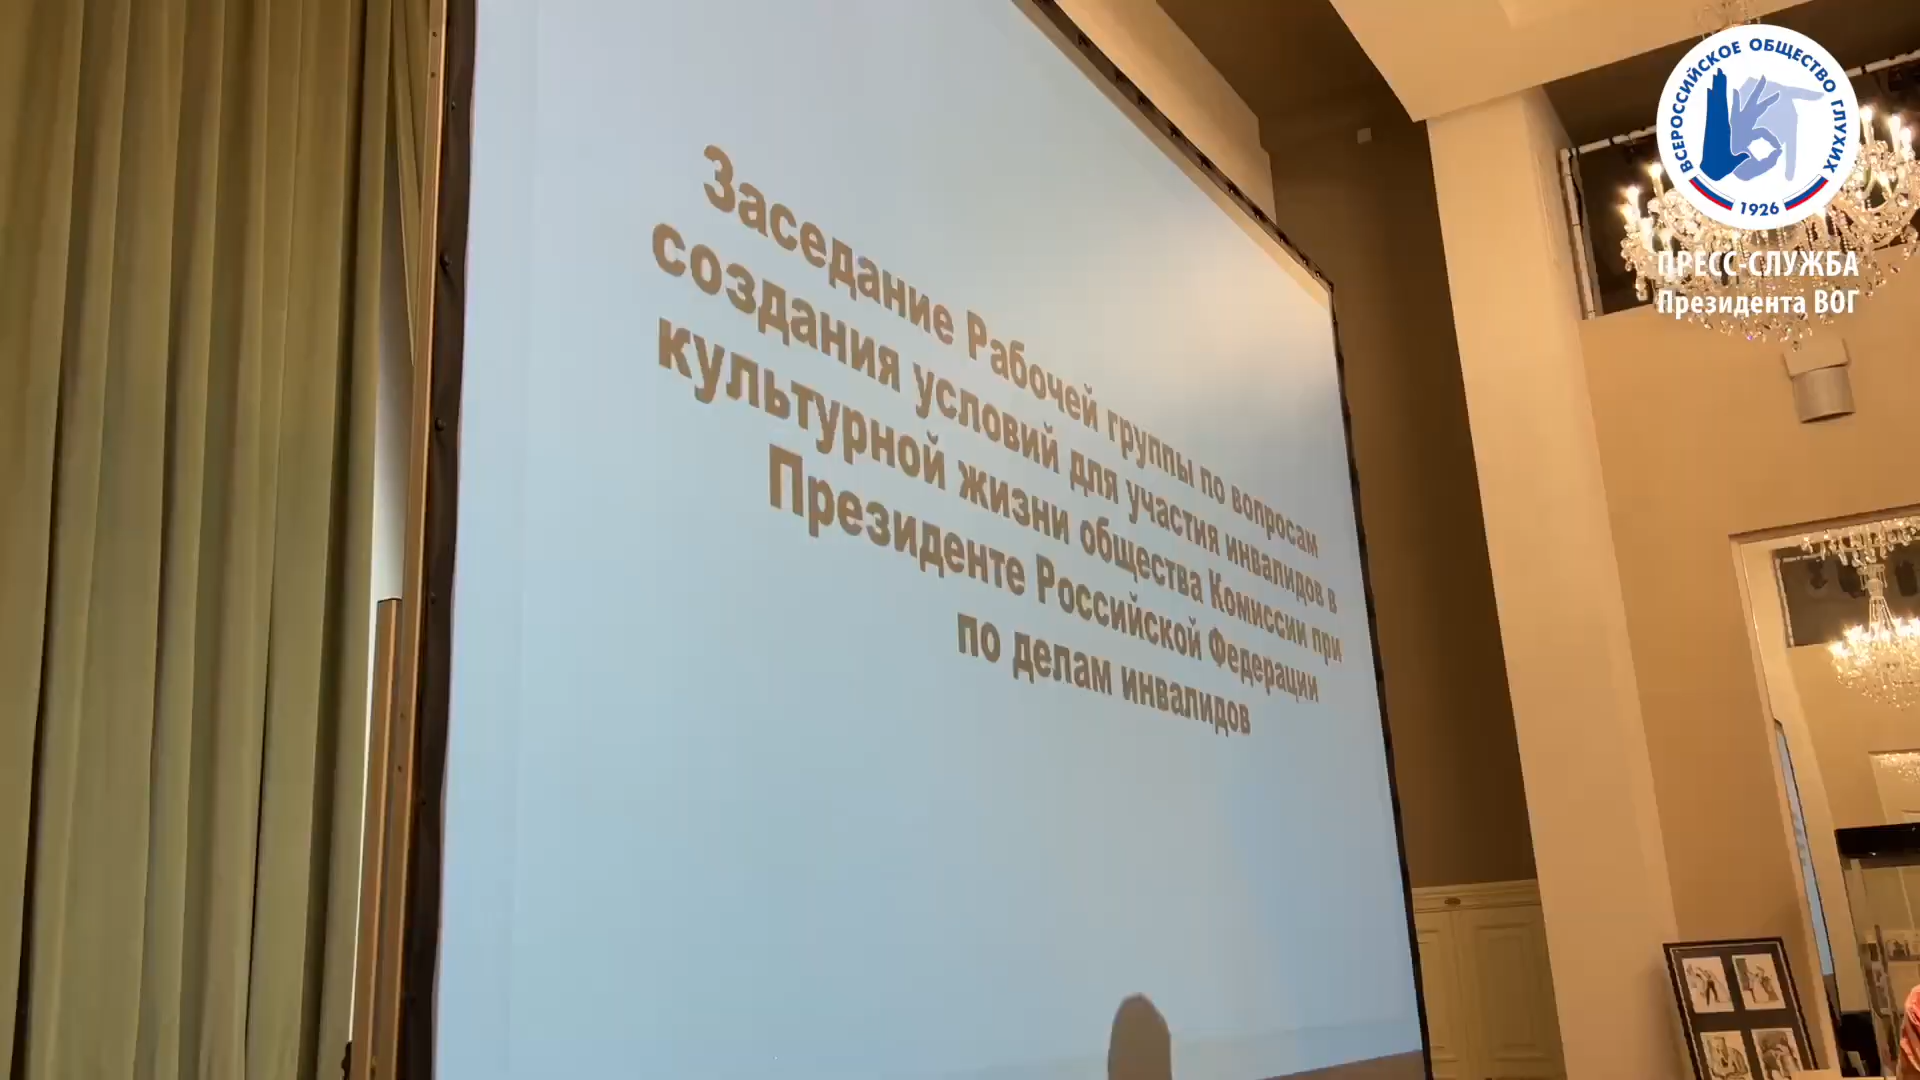 Заседание Рабочей группы по вопросам
создания условий для участия инвалидов в
культурной жизни общества Комиссии при
Президенте Российской Федерации
по делам инвалидов
ВСЕРОССИЙСКОЕ ОБЩЕСТВО ГЛУХИХ
1926
ПРЕСС-СЛУЖБА
Президента ВОГ